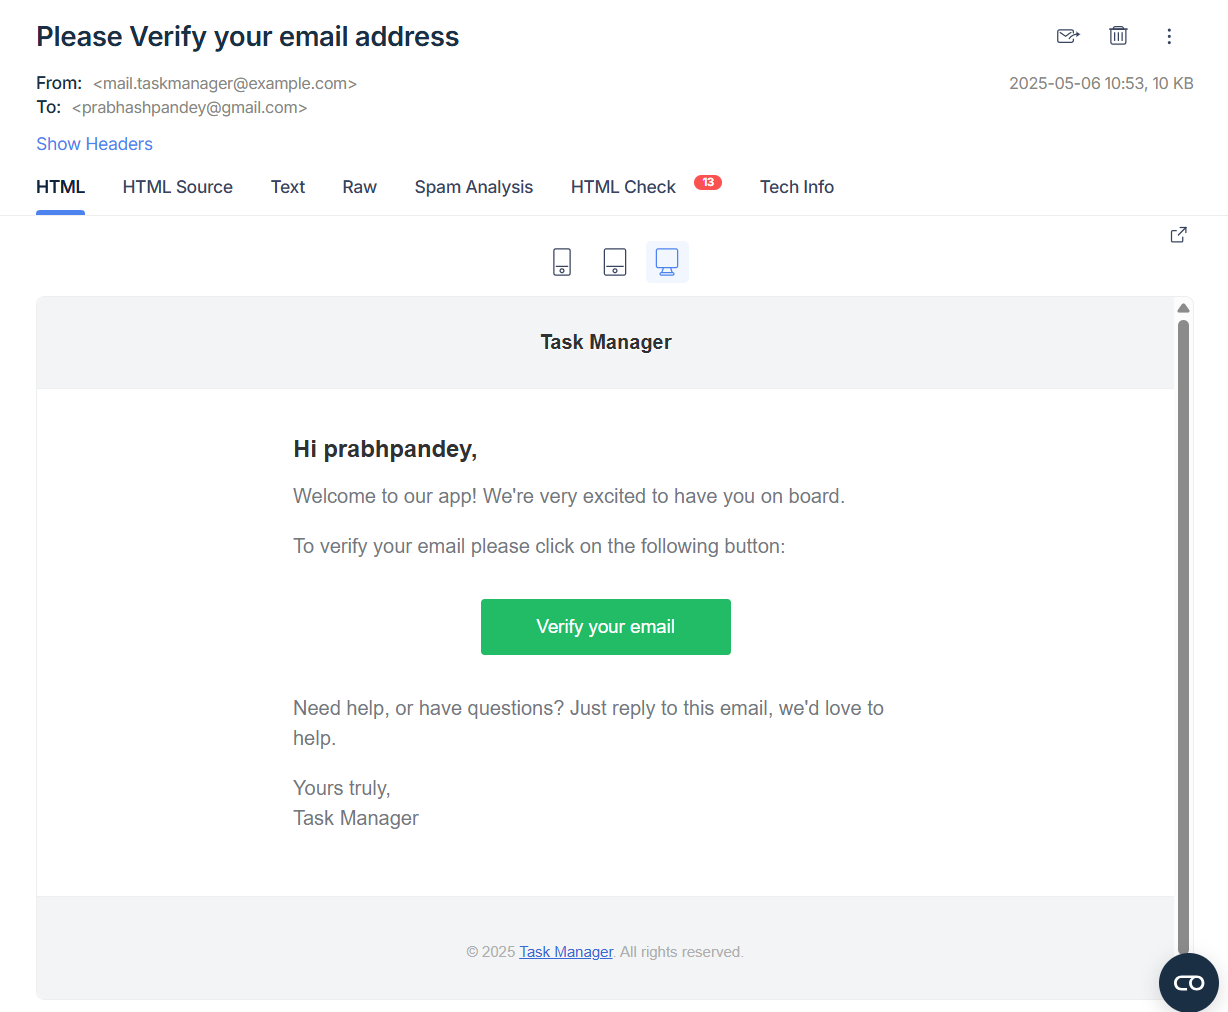 Please Verify your email address
From: <mail.taskmanager@example.com>
2025-05-06 10:53, 10 KB
To: <prabhashpandey@gmail.com>
Show Headers
HTML HTML Source Text Raw Spam Analysis HTML Check 13 Tech Info
Task Manager
Hi prabhpandey,
Welcome to our app! We're very excited to have you on board.
To verify your email please click on the following button:
Verify your email
Need help, or have questions? Just reply to this email, we'd love to
help.
Yours truly,
Task Manager
© 2025 Task Manager. All rights reserved.